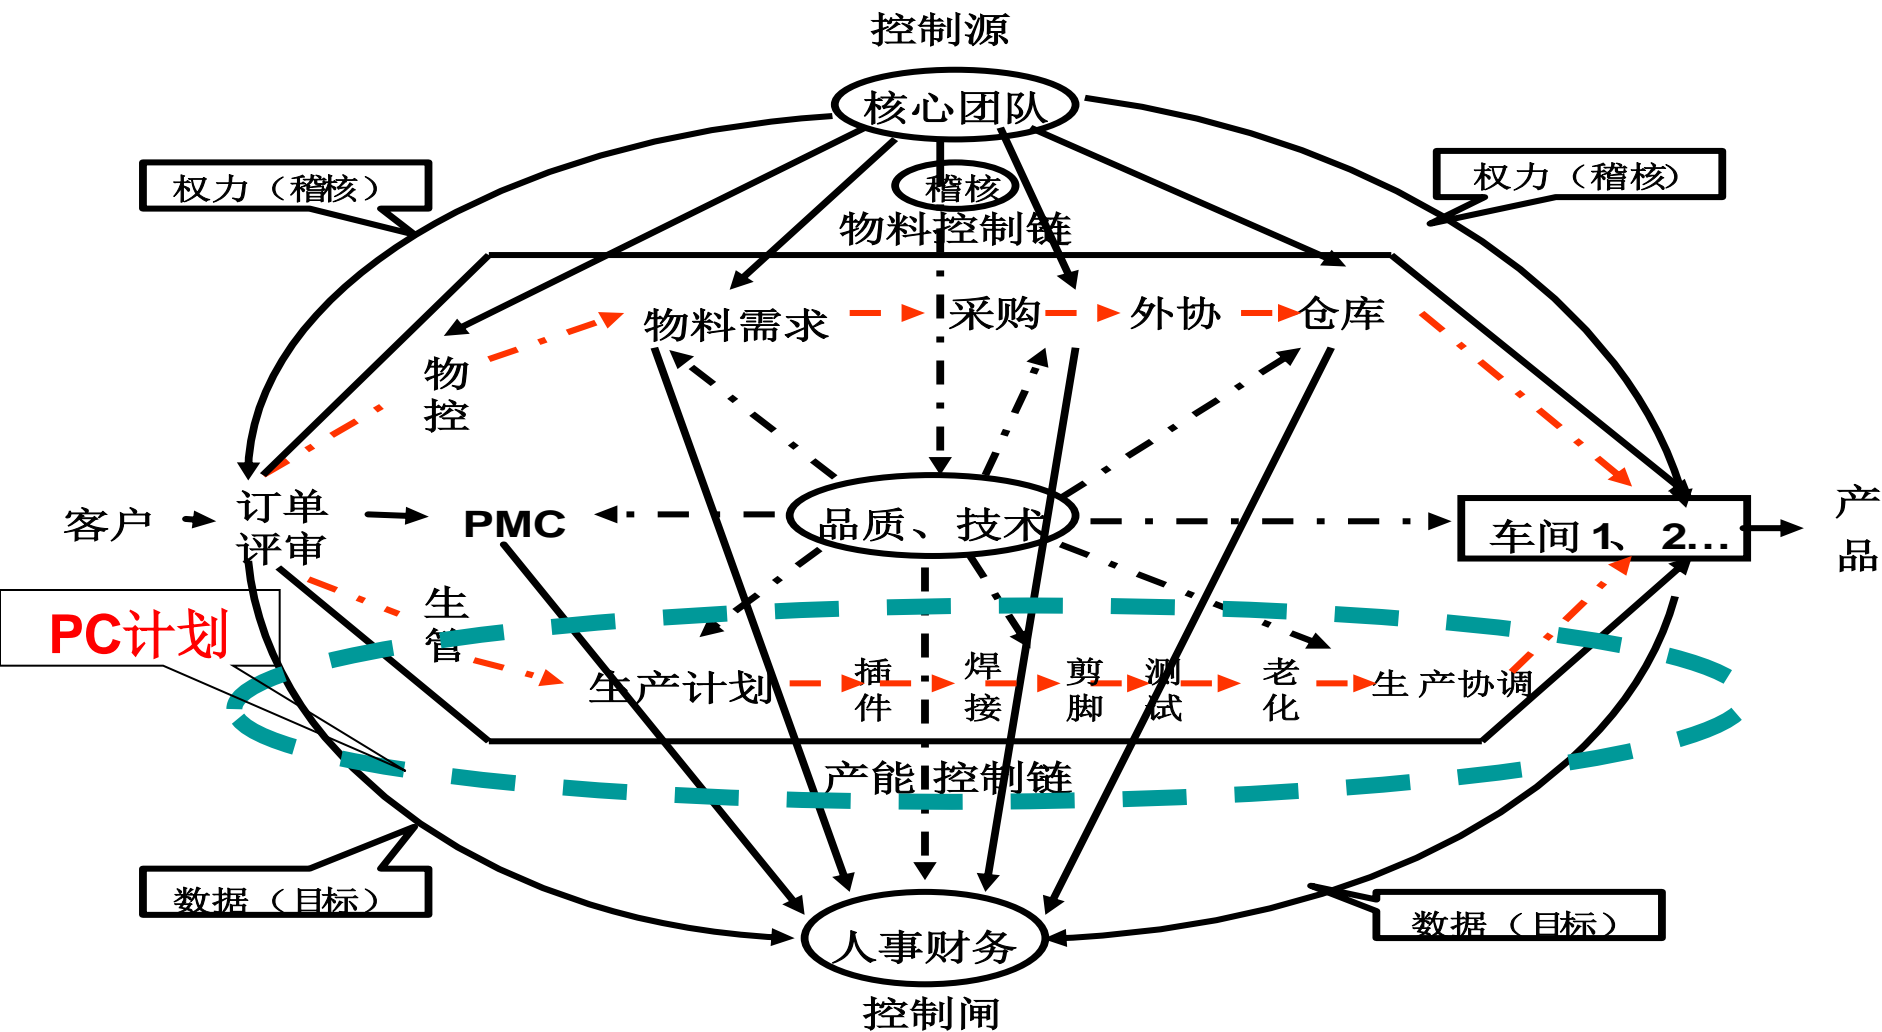 控制源
核心团队
权力（稽核）
稽核
权力（稽核）
物料控制链
物料需求
采购
外协
仓库
物
控
客户
订单
评审
PMC
品质、技术
车间1、2…
产
品
生
管
PC计划
生产计划
插
件
焊
接
剪
脚
测
试
老
化
生产协调
产能 控制链
数据（目标）
数据（目标）
人事财务
控制闸